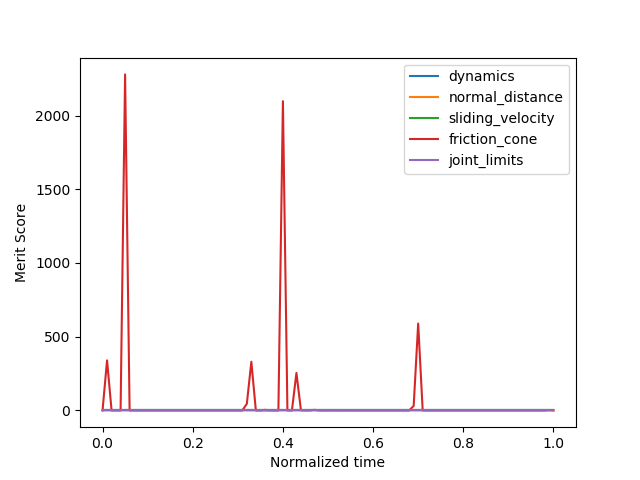 dynamics
normal_distance
sliding_velocity
friction_cone
joint_limits
Merit Score
2000
1500
1000
500
0
0.0 0.2 0.4 0.6 0.8 1.0
Normalized time